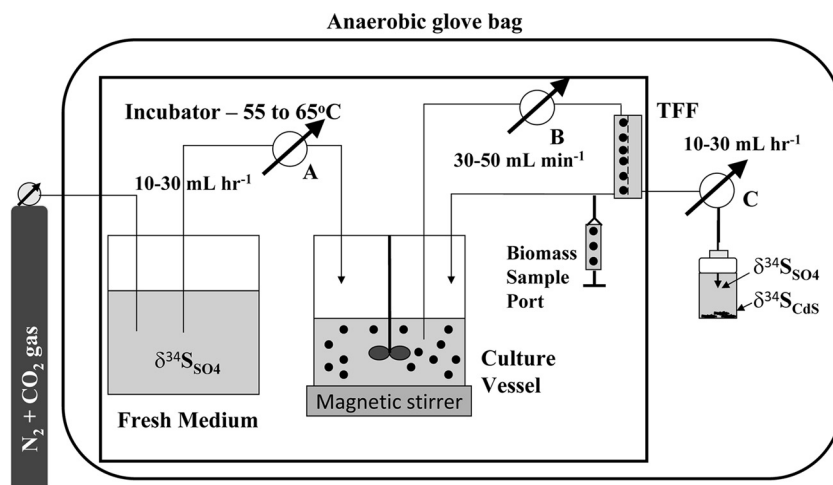 Anaerobic glove bag
Incubator – 55 to 65ºC
A
10-30 mL hr⁻¹
B
30-50 mL min⁻¹
TFF
10-30 mL hr⁻¹
C
Biomass
Sample
Port
δ³⁴S_SO4
δ³⁴S_CdS
δ³⁴S_SO4
Fresh Medium
Culture
Vessel
Magnetic stirrer
N₂ + CO₂ gas